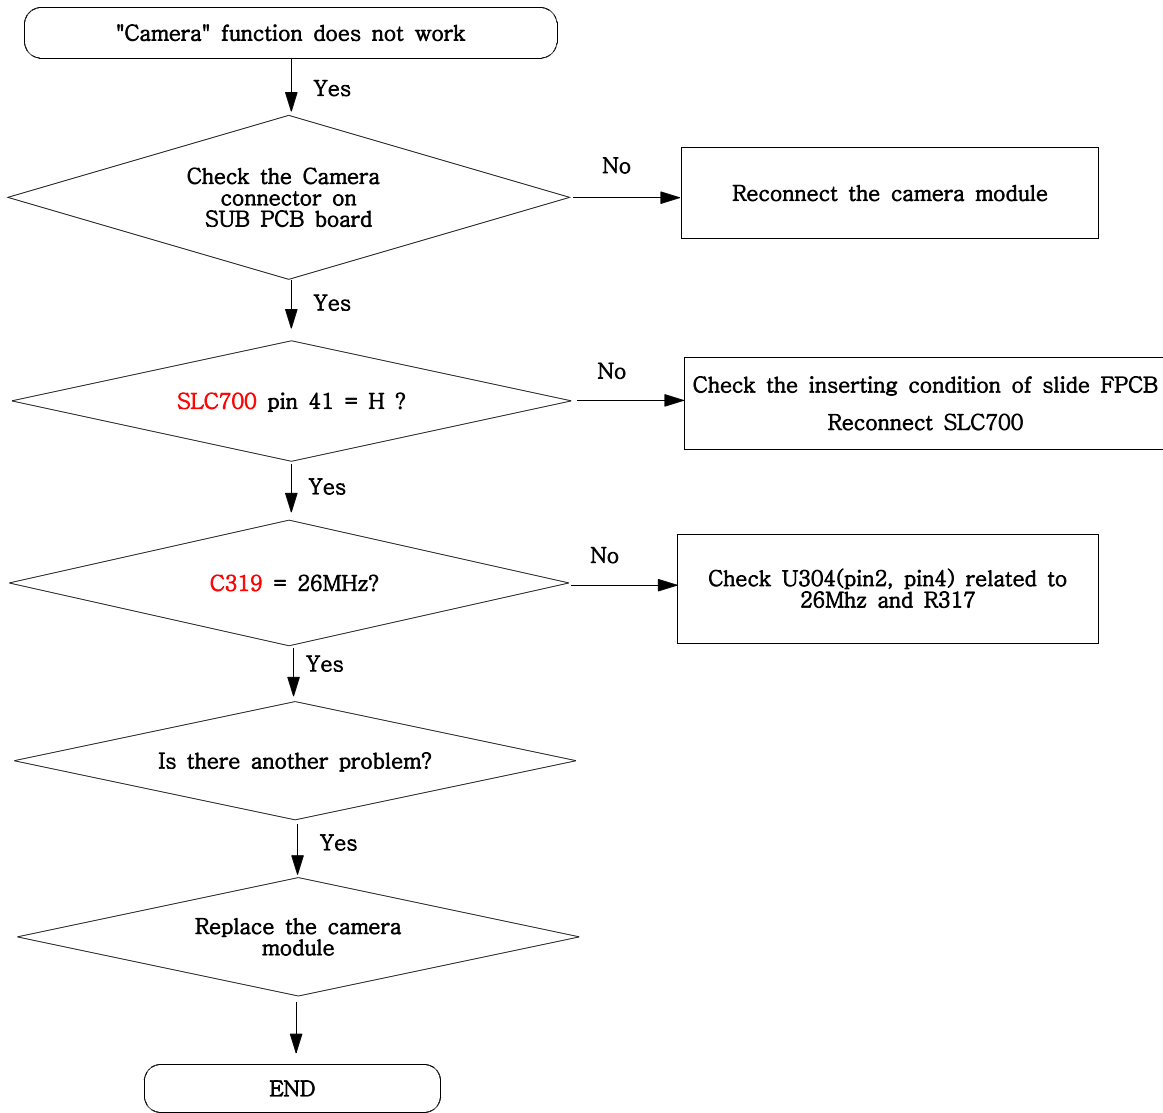 "Camera" function does not work
Yes
Check the Camera
connector on
SUB PCB board
No
Reconnect the camera module
Yes
SLC700 pin 41 = H ?
No
Check the inserting condition of slide FPCB
Reconnect SLC700
Yes
C319 = 26MHz?
No
Check U304(pin2, pin4) related to
26Mhz and R317
Yes
Is there another problem?
Yes
Replace the camera
module
END